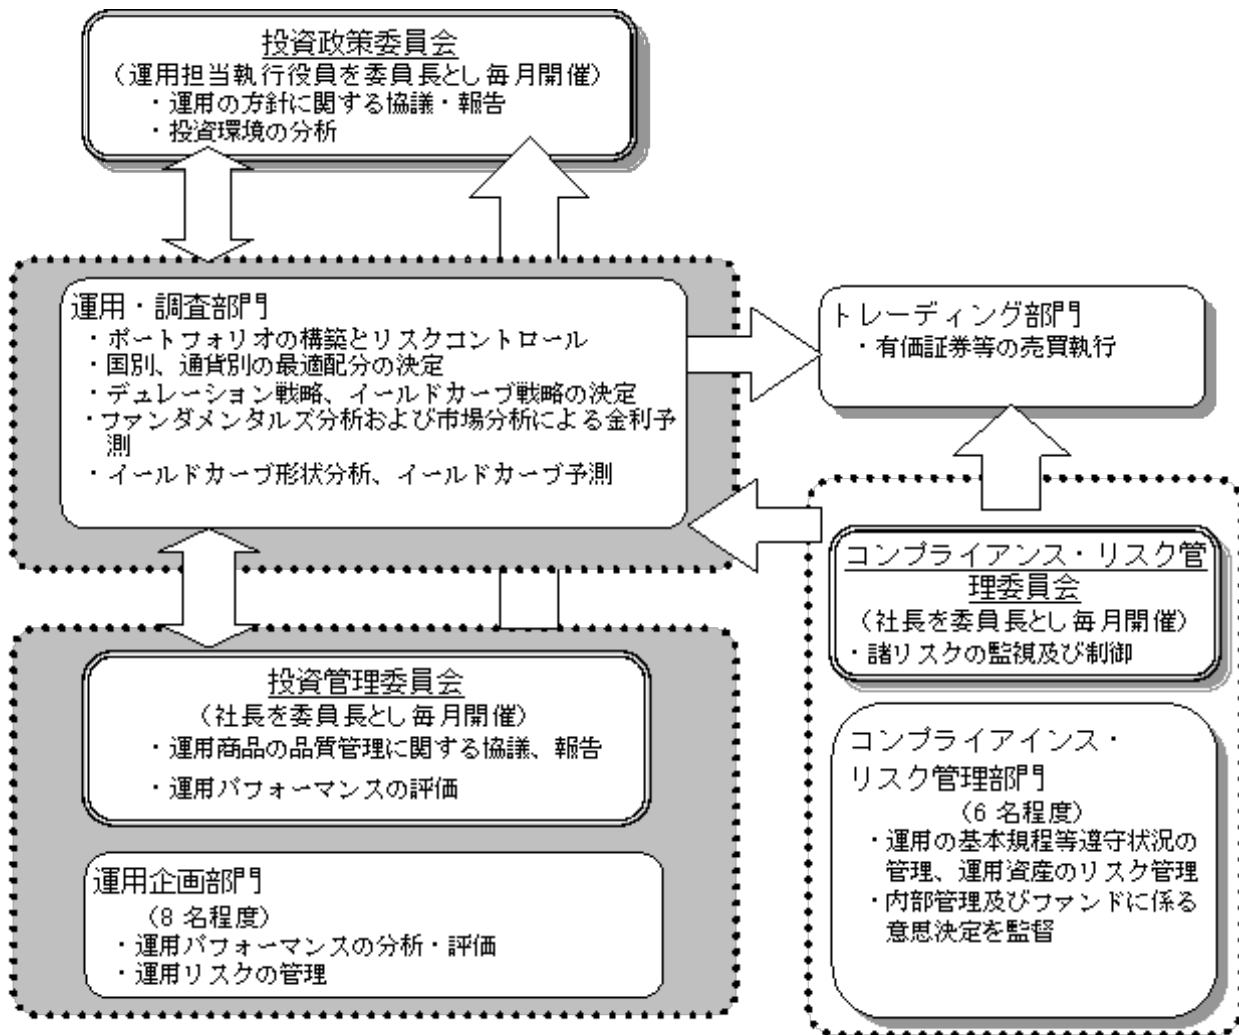 投資政策委員会
（運用担当執行役員を委員長とし毎月開催）
・運用の方針に関する協議・報告
・投資環境の分析
運用・調査部門
・ポートフォリオの構築とリスクコントロール
・国別、通貨別の最適配分の決定
・デュレーション戦略、イールドカーブ戦略の決定
・ファンダメンタルズ分析および市場分析による金利予
測
・イールドカーブ形状分析、イールドカーブ予測
トレーディング部門
・有価証券等の売買執行
投資管理委員会
（社長を委員長とし毎月開催）
・運用商品の品質管理に関する協議、報告
・運用パフォーマンスの評価
運用企画部門
（8 名程度）
・運用パフォーマンスの分析・評価
・運用リスクの管理
コンプライアンス・リスク管
理委員会
（社長を委員長とし毎月開催）
・諸リスクの監視及び制御
コンプライアインス・
リスク管理部門
（6 名程度）
・運用の基本規程等遵守状況の
管理、運用資産のリスク管理
・内部管理及びファンドに係る
意思決定を監督